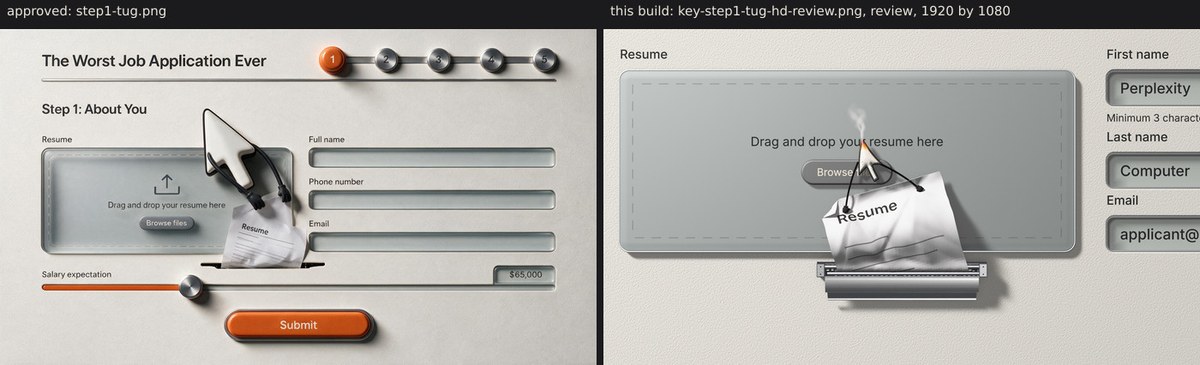 approved: step1-tug.png
The Worst Job Application Ever
1
2
3
4
5
Step 1: About You
Resume
Drag and drop your resume here
Browse files
Resume
Full name
Phone number
Email
Salary expectation
$65,000
Submit
this build: key-step1-tug-hd-review.png, review, 1920 by 1080
Resume
Drag and drop your resume here
Browse
Resume
First name
Perplexity
Minimum 3 charact
Last name
Computer
Email
applicant@